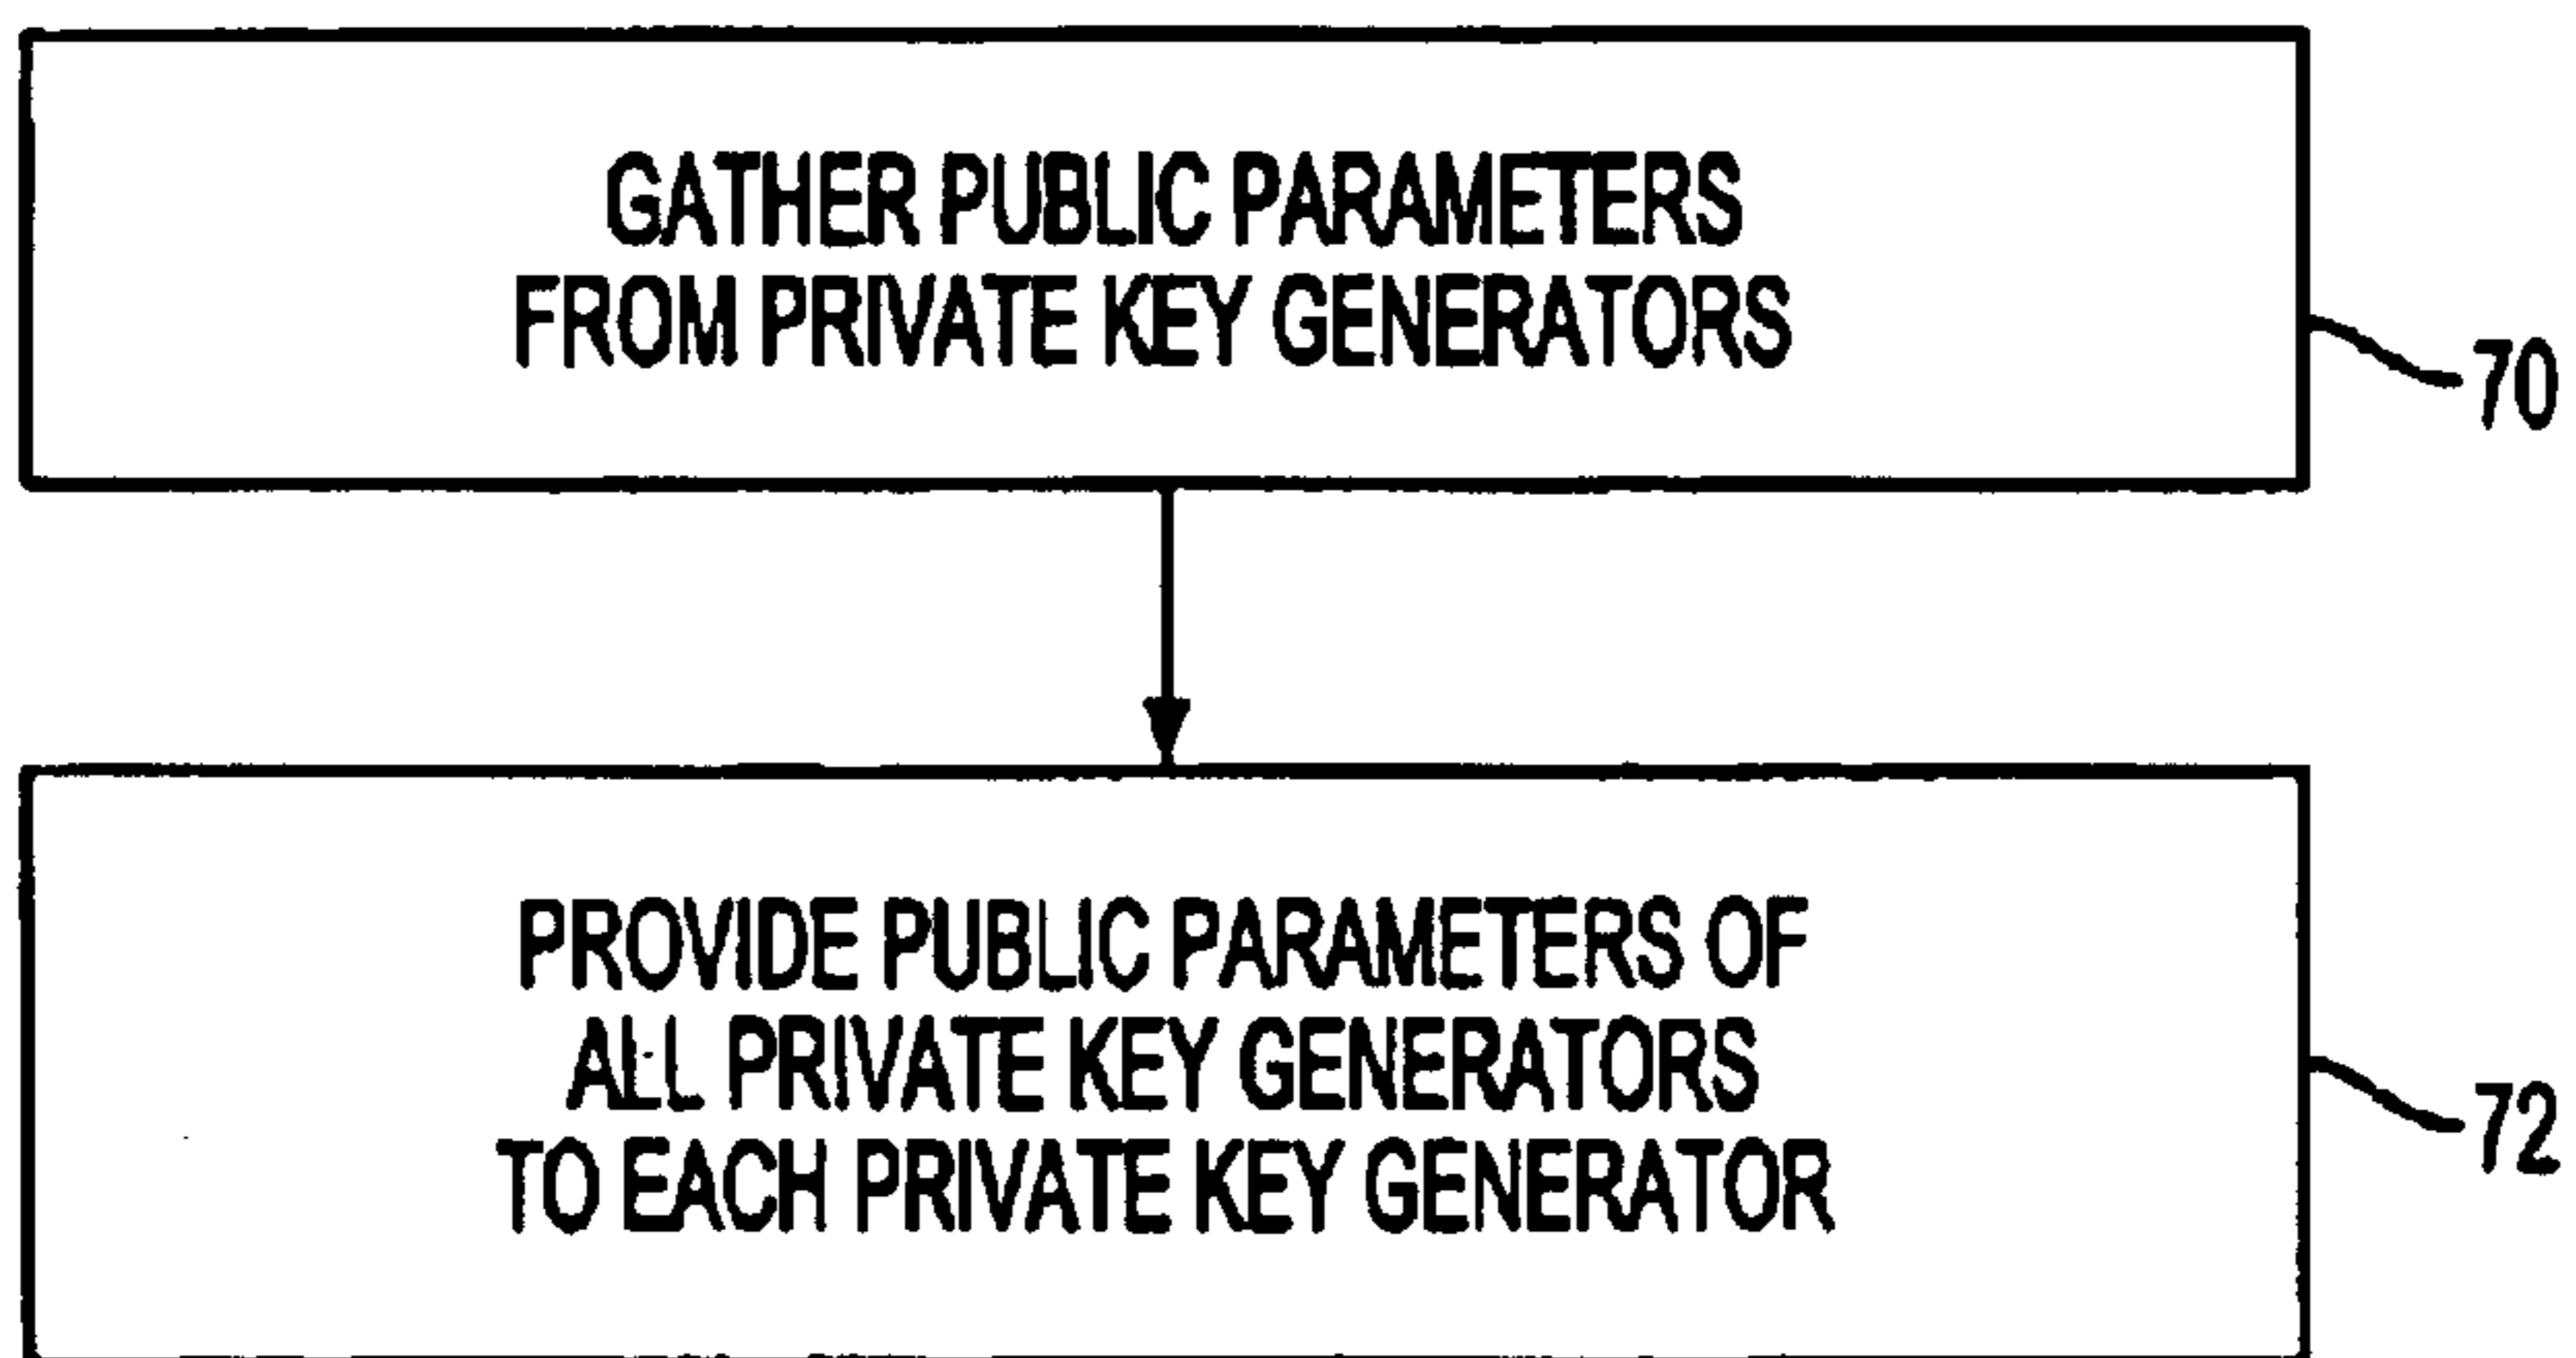 GATHER PUBLIC PARAMETERS
FROM PRIVATE KEY GENERATORS
70
PROVIDE PUBLIC PARAMETERS OF
ALL PRIVATE KEY GENERATORS
TO EACH PRIVATE KEY GENERATOR
72